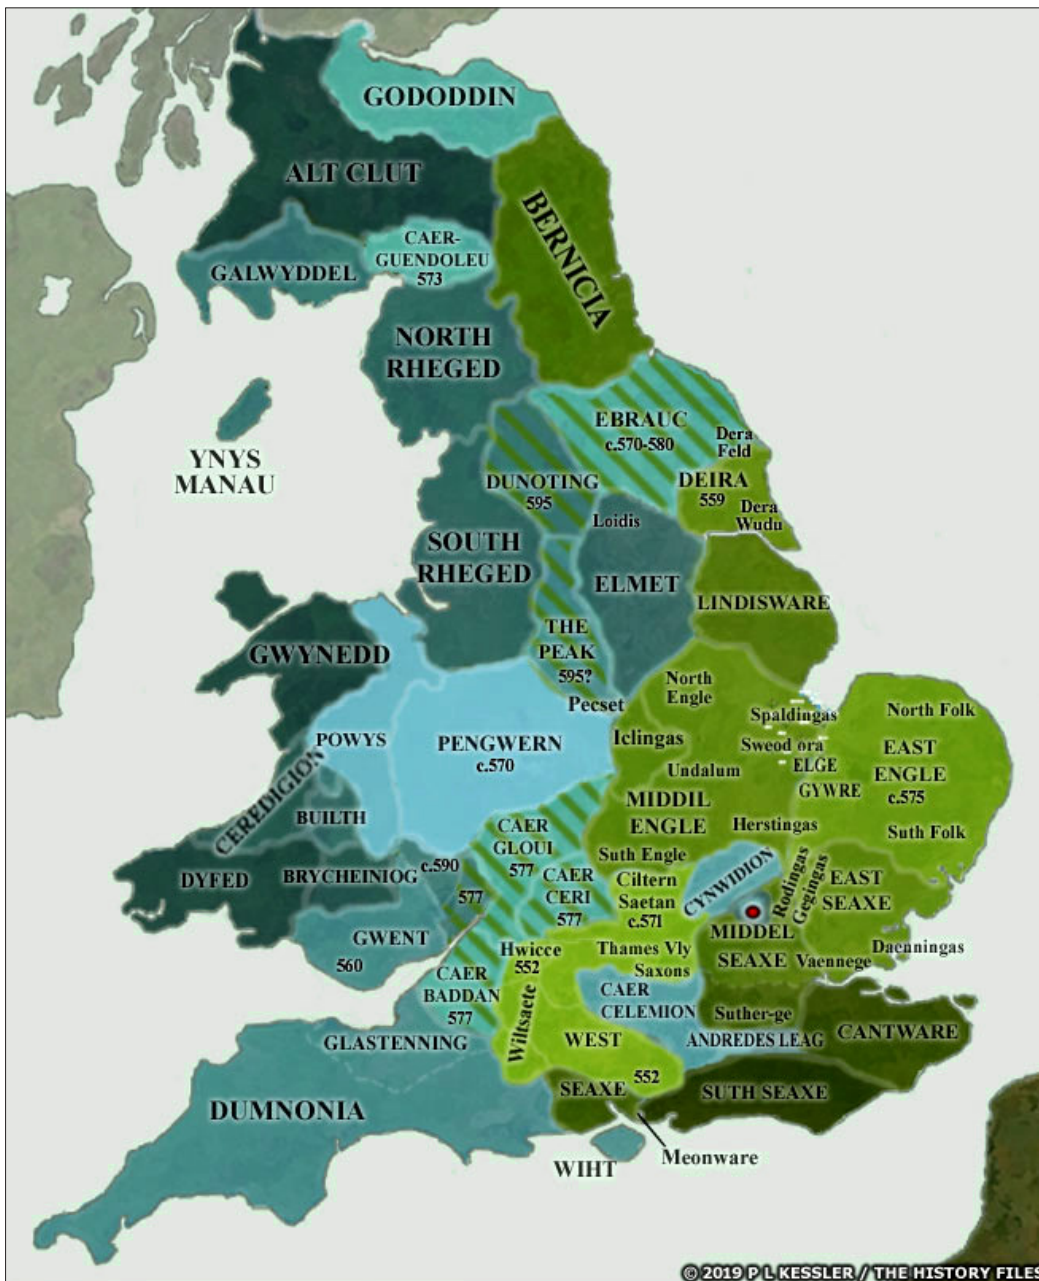 GODODDIN
ALT CLUT
BERNICIA
CAER-
GUENDOLEU
573
GALWYDDEL
NORTH
RHEGED
EBRAUC
c.570-580
Dera
Feld
YNYS
MANAU
DUNOTING
595
DEIRA
559
Dera
Wudu
Loidis
SOUTH
RHEGED
ELMET
LINDISWARE
THE
PEAK
595?
Pecset
GWYNEDD
North
Engle
Spaldingas
North Folk
POWYS
PENGWERN
c.570
Iclingas
Sweod ora
ELGE
GYWRE
EAST
ENGLE
c.575
Undalum
CEREDIGION
BUILTH
MIDDIL
ENGLE
Herstingas
Suth Folk
CAER
GLOUI
577
Suth Engle
DYFED
BRYCHEINIOG
c.590
577
CAER
CERI
577
Ciltern
Saetan
c.571
CYNWIDION
Rodingas
Gegingas
EAST
SEAXE
GWENT
560
Hwicce
552
Thames Vly
Saxons
MIDDEL
SEAXE
Vaennege
Daenningas
CAER
BADDAN
577
Wiltsaete
CAER
CELEMION
Suther-ge
CANTWARE
GLASTENNING
WEST
ANDREDES LEAG
552
SEAXE
SUTH SEAXE
DUMNONIA
WIHT
Meonware
© 2019 P L KESSLER / THE HISTORY FILES